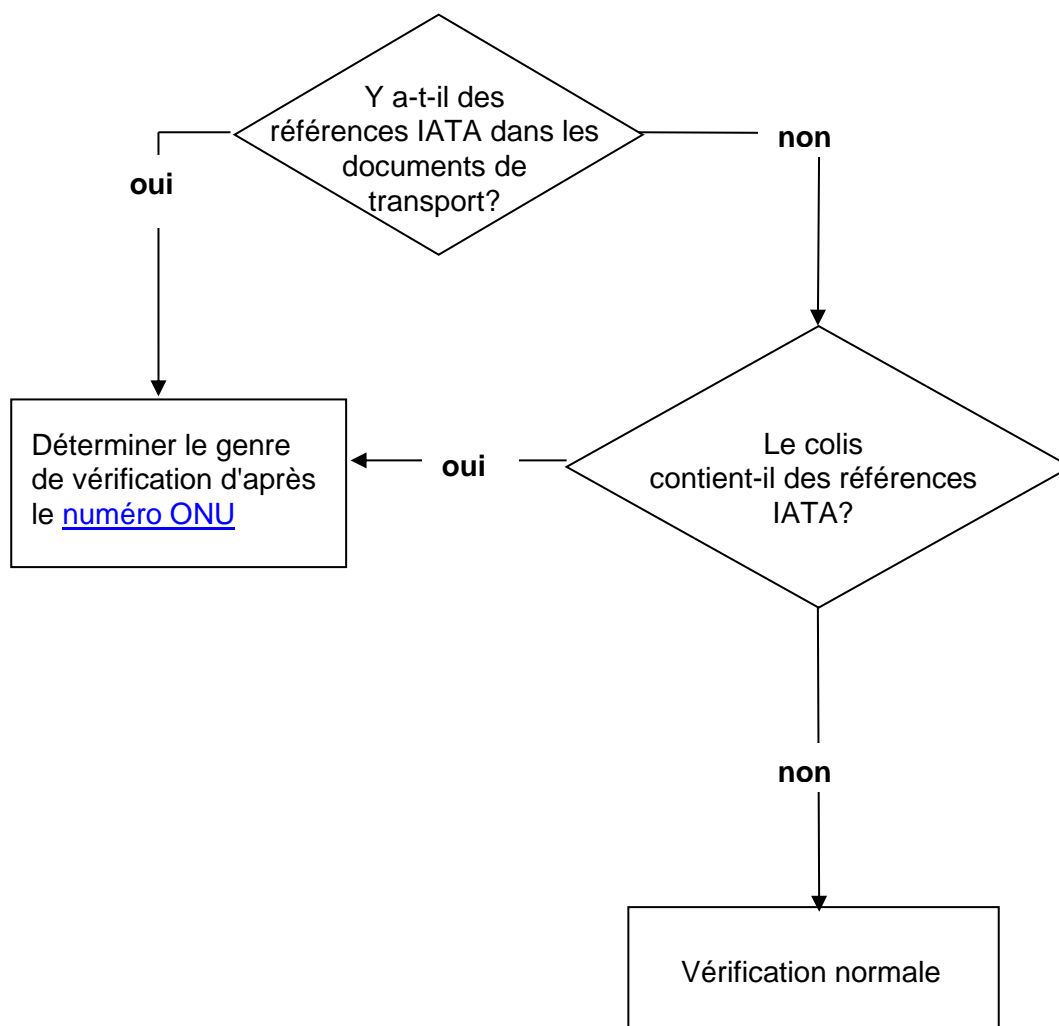 Y a-t-il des
références IATA dans les
documents de
transport?
oui
non
Déterminer le genre
de vérification d'après
le numéro ONU
oui
Le colis
contient-il des références
IATA?
non
Vérification normale